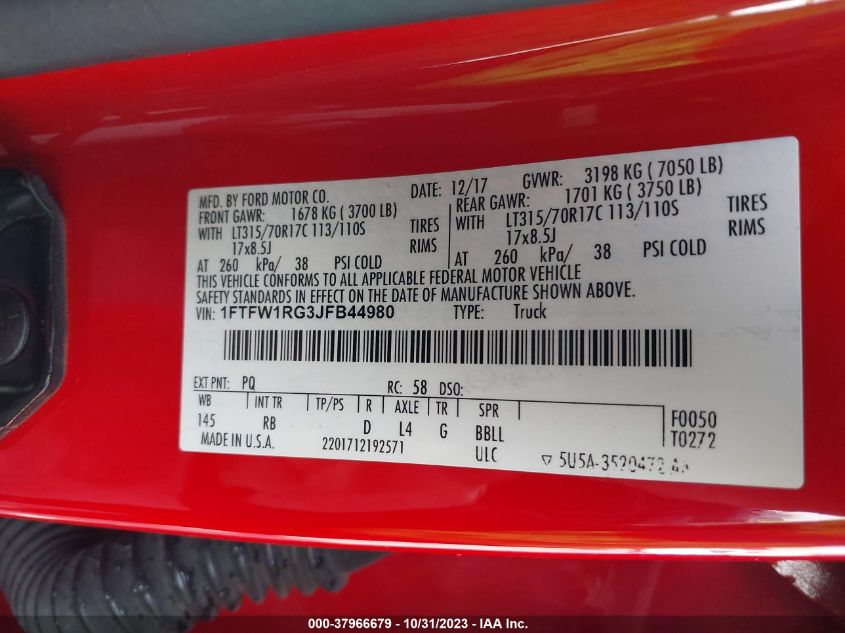 MFD. BY FORD MOTOR CO. DATE: 12/17 GVWR: 3198 KG ( 7050 LB)
FRONT GAWR: 1678 KG ( 3700 LB) REAR GAWR: 1701 KG ( 3750 LB)
WITH LT315/70R17C 113/110S TIRES WITH LT315/70R17C 113/110S TIRES
17x8.5J RIMS 17x8.5J RIMS
AT 260 kPa/ 38 PSI COLD AT 260 kPa/ 38 PSI COLD
THIS VEHICLE CONFORMS TO ALL APPLICABLE FEDERAL MOTOR VEHICLE
SAFETY STANDARDS IN EFFECT ON THE DATE OF MANUFACTURE SHOWN ABOVE.
VIN: 1FTFW1RG3JFB44980 TYPE: Truck
EXT PNT: PQ RC: 58 DSO:
WB INT TR TP/PS R AXLE TR SPR F0050
145 RB D L4 G BBLL T0272
MADE IN U.S.A. 2201712192571 ULC ▽ 5U5A-3520472-AA
000-37966679 - 10/31/2023 - IAA Inc.